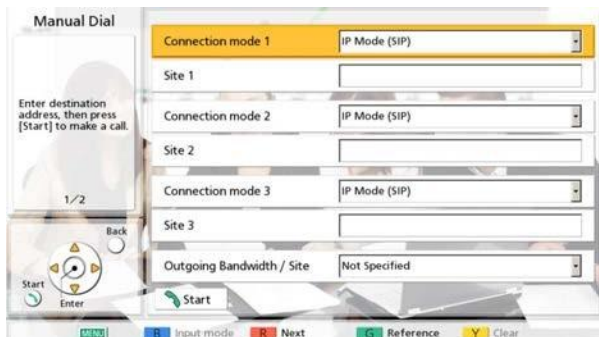 Manual Dial
Enter destination
address, then press
[Start] to make a call.
1/2
Back
Start
Enter
Connection mode 1 IP Mode (SIP)
Site 1
Connection mode 2 IP Mode (SIP)
Site 2
Connection mode 3 IP Mode (SIP)
Site 3
Outgoing Bandwidth / Site Not Specified
Start
MENU B Input mode R Next G Reference Y Clear